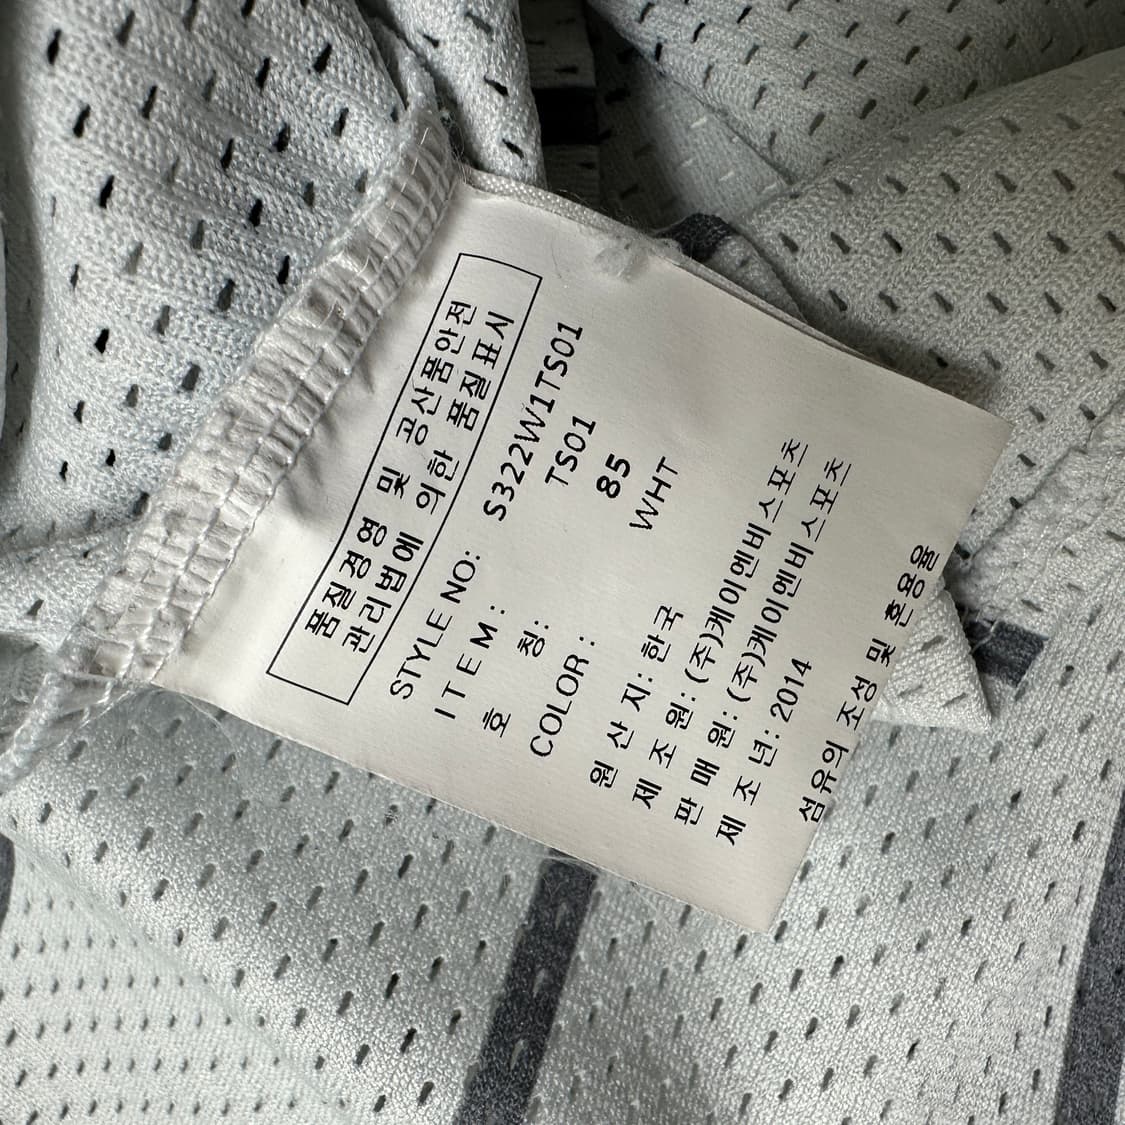 품질경영 및 공산품안전
관리법에 의한 품질표시
STYLE NO: S322W1TS01
ITEM: TS01
호 칭: 85
COLOR: WHT
원 산 지: 한국
제 조 원: (주)케이엔비스포츠
판 매 원: (주)케이엔비스포츠
제 조 년: 2014
섬유의 조성 및 혼용율